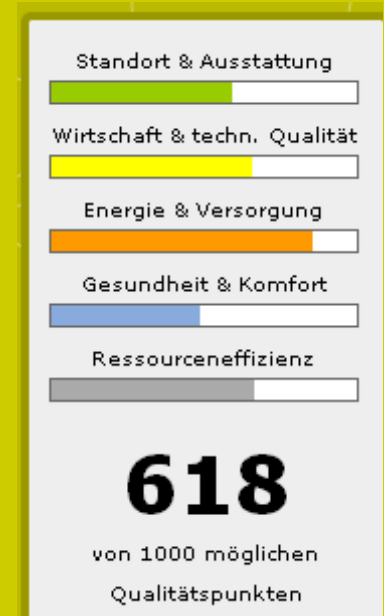 Standort & Ausstattung
Wirtschaft & techn. Qualität
Energie & Versorgung
Gesundheit & Komfort
Ressourceneffizienz
618
von 1000 möglichen
Qualitätspunkten